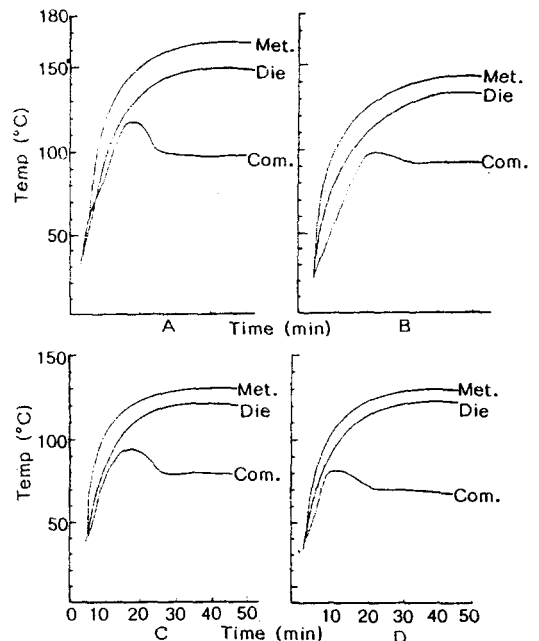 180
150
100
50
Temp (°C)
Met.
Die
Com.
A
Met.
Die
Com.
B
Time (min)
150
100
50
Temp (°C)
Met.
Die
Com.
0 10 20 30 40 50
C
Met.
Die
Com.
10 20 30 40 50
D
Time (min)